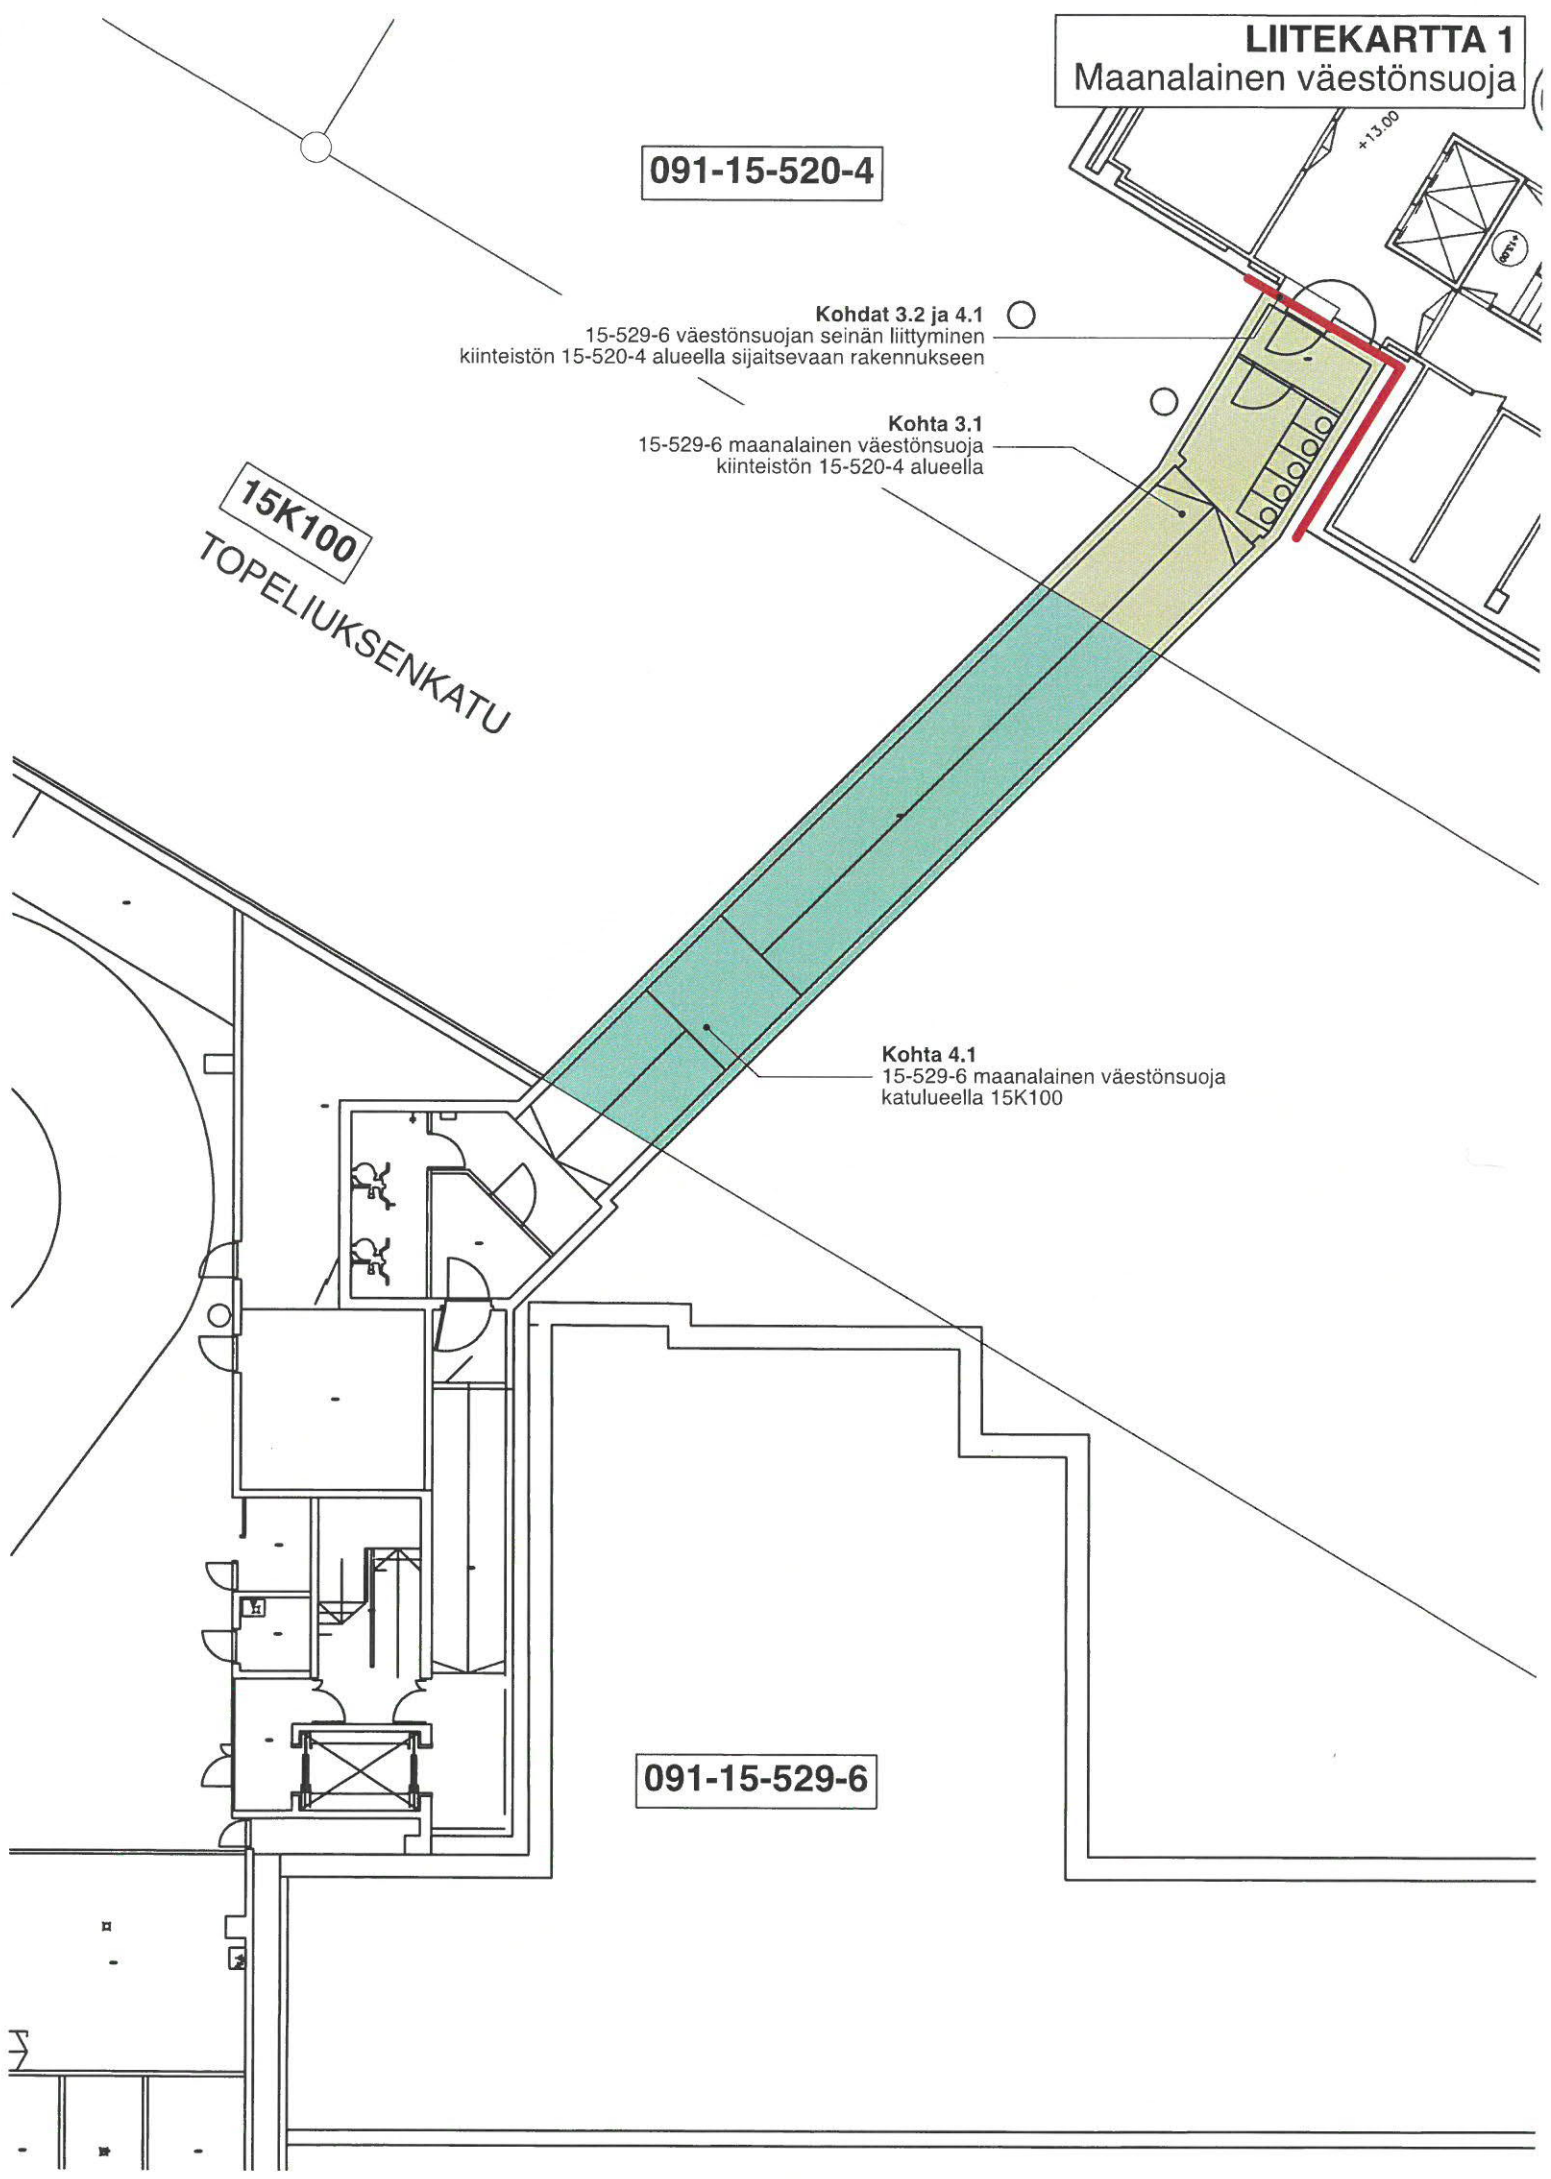 LIITEKARTTA 1
Maanalainen väestönsuoja
+13.00
091-15-520-4
+13.00
Kohdat 3.2 ja 4.1
15-529-6 väestönsuojan seinän liittyminen
kiinteistön 15-520-4 alueella sijaitsevaan rakennukseen
Kohta 3.1
15-529-6 maanalainen väestönsuoja
kiinteistön 15-520-4 alueella
15K100
TOPELIUKSENKATU
Kohta 4.1
15-529-6 maanalainen väestönsuoja
katulueella 15K100
091-15-529-6